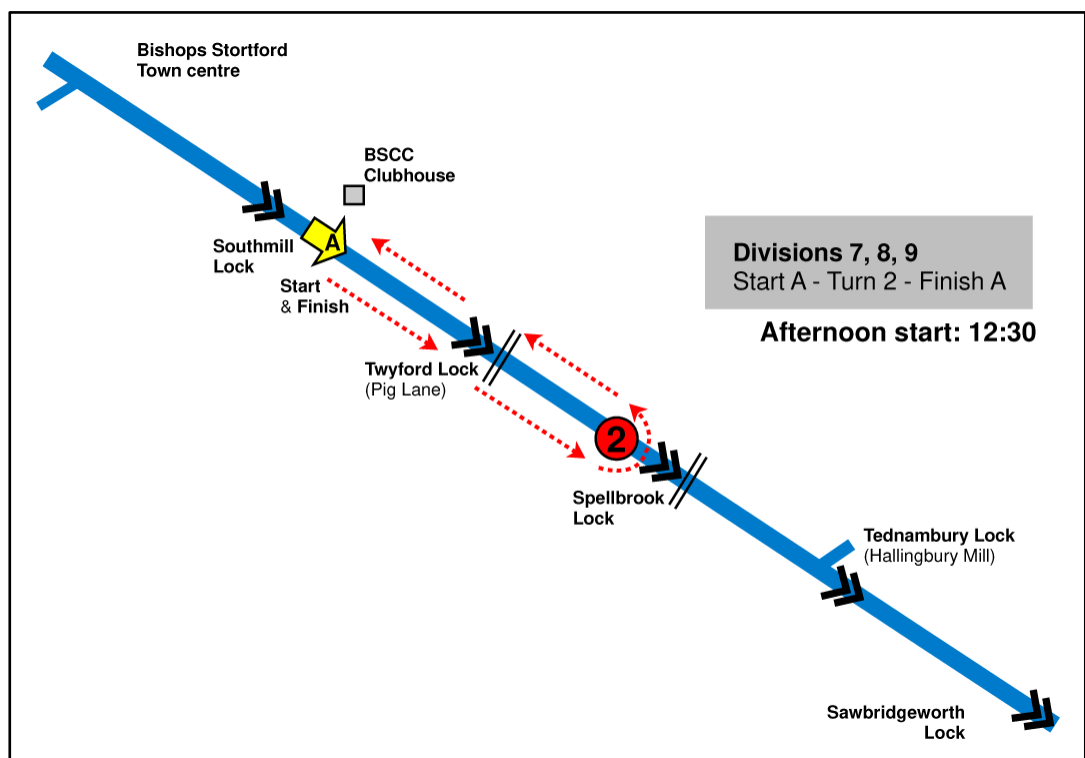 Bishops Stortford
Town centre
BSCC
Clubhouse
A
Southmill
Lock
Start
& Finish
Divisions 7, 8, 9
Start A - Turn 2 - Finish A
Afternoon start: 12:30
Twyford Lock
(Pig Lane)
2
Spellbrook
Lock
Tednambury Lock
(Hallingbury Mill)
Sawbridgeworth
Lock